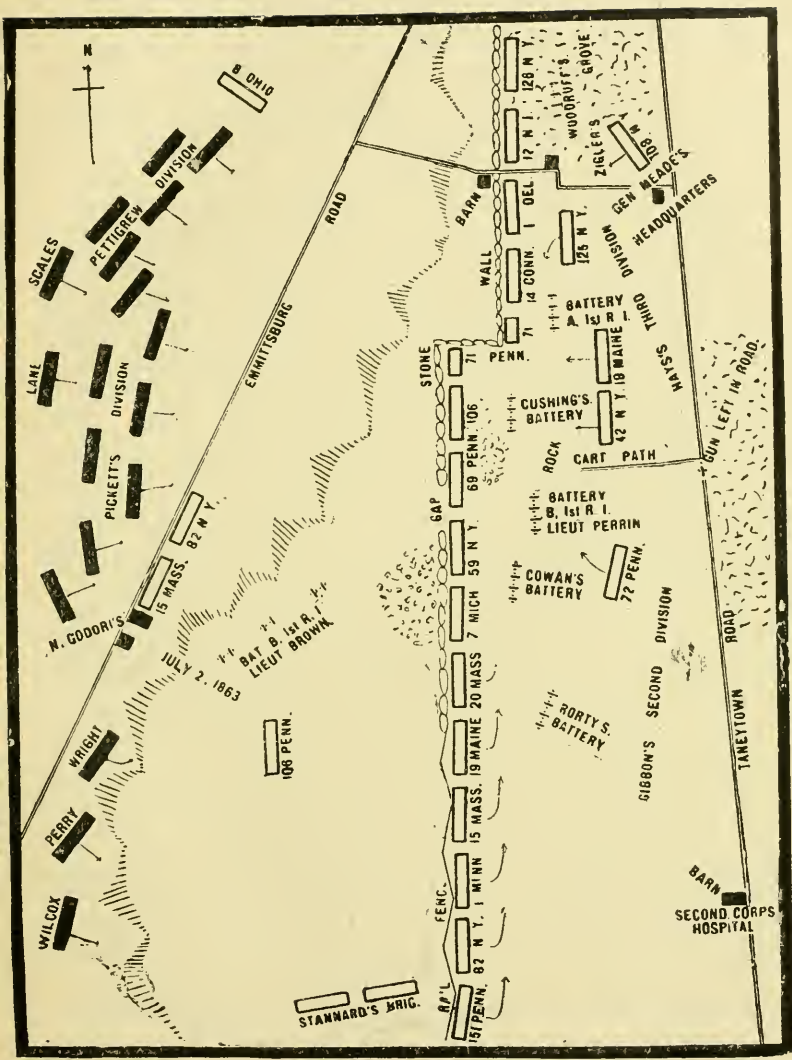 N
8 OHIO
DIVISION
PETTIGREW
SCALES
LANE
DIVISION
PICKETT'S
EMMITTSBURG
ROAD
82 N Y.
15 MASS.
N. CODORI'S
JULY 2, 1863
BAT. B. 1st R. I.
LIEUT BROWN.
106 PENN.
WRIGHT
PERRY
WILCOX
STANNARD'S BRIG.
126 N Y.
12 N J.
WOODRUFF'S
GROVE
ZIGLER'S
108 N
BARN
1 DEL
125 N Y.
GEN MEADE'S
HEADQUARTERS
WALL
14 CONN.
71
BATTERY
A, 1st R I.
HAYS'S THIRD DIVISION
STONE
71
PENN.
19 MAINE
106
CUSHING'S
BATTERY
42 N Y.
69 PENN
ROCK
CART PATH
GUN LEFT IN ROAD.
GAP
BATTERY
B, 1st R. I.
LIEUT PERRIN
59 N Y.
COWAN'S
BATTERY
72 PENN.
7 MICH
20 MASS
RORTY S.
BATTERY
GIBBON'S SECOND DIVISION
TANEYTOWN ROAD
19 MAINE
15 MASS.
1 MINN
FENC.
82 N Y.
151 PENN.
BARN
SECOND CORPS
HOSPITAL